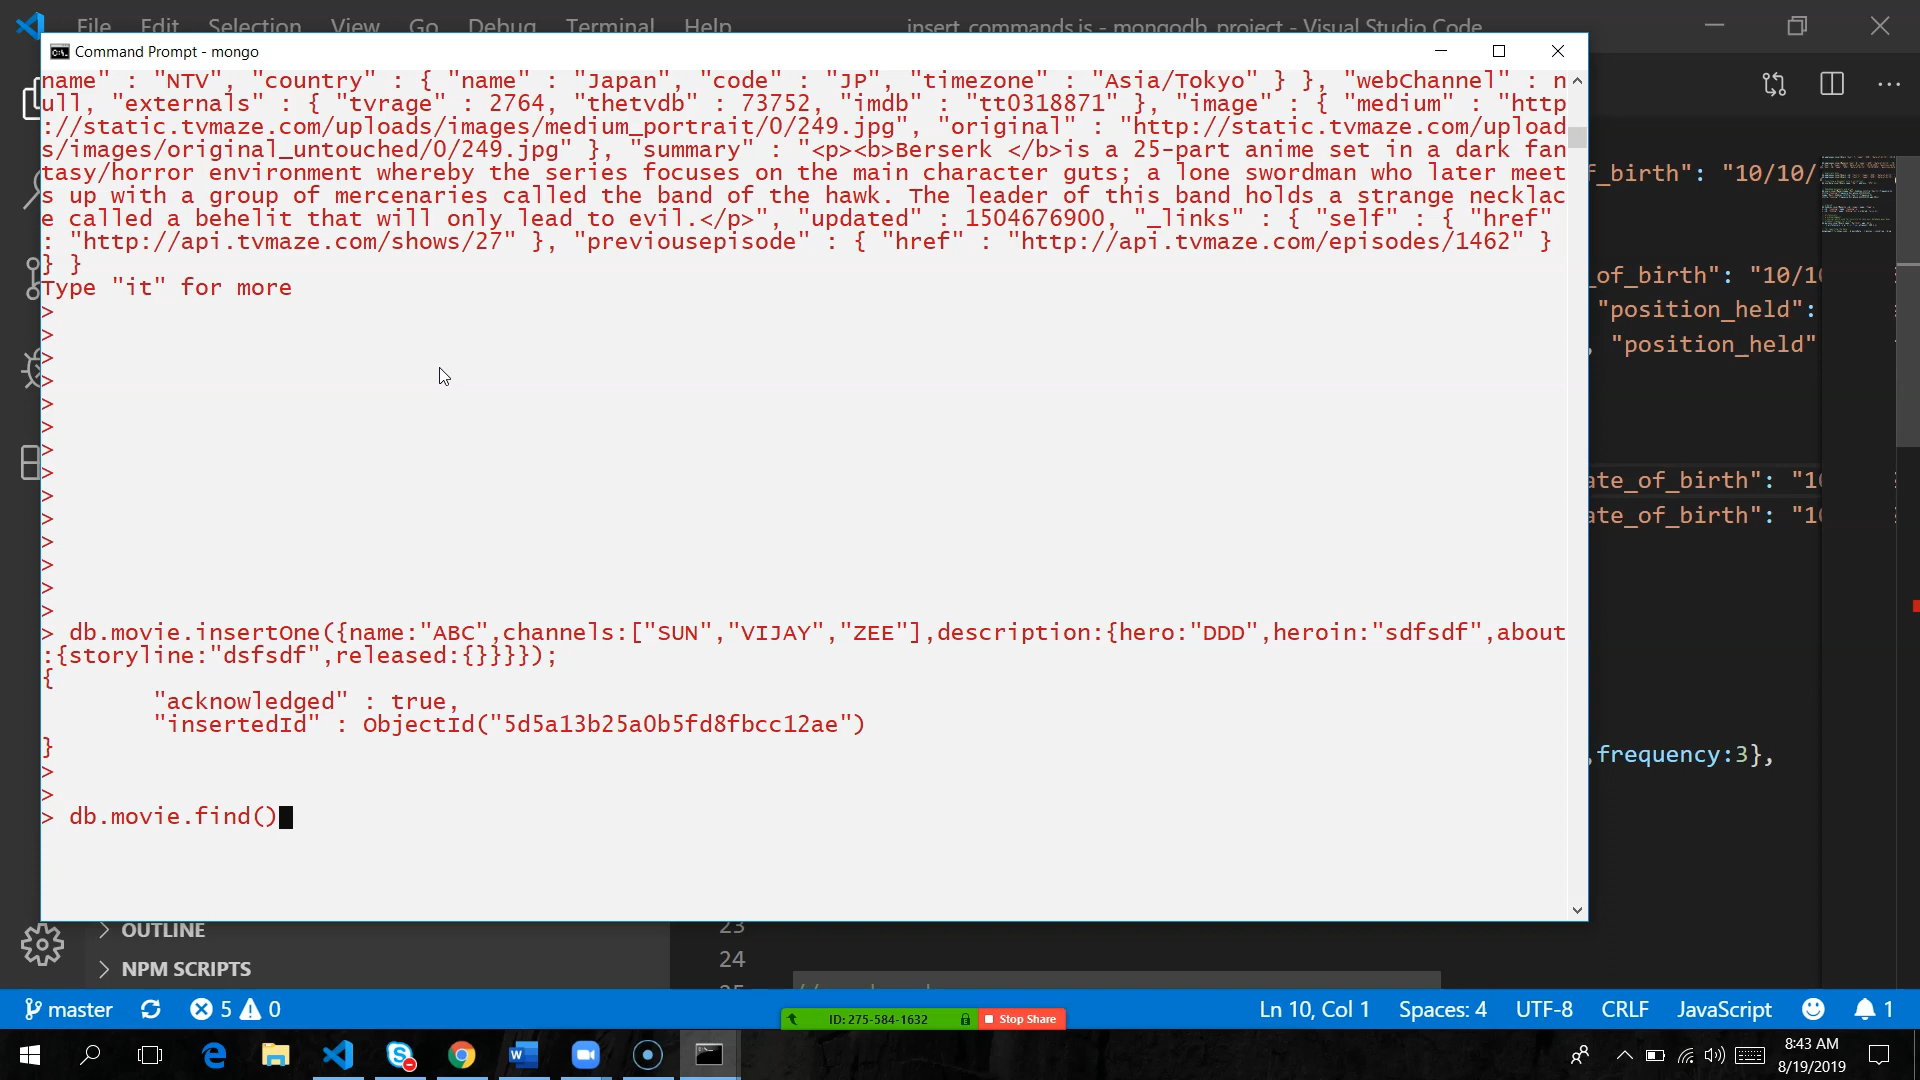 File Edit Selection View Go Debug Terminal Help insert_commands.js - mongodb_project - Visual Studio Code
Command Prompt - mongo
name" : "NTV", "country" : { "name" : "Japan", "code" : "JP", "timezone" : "Asia/Tokyo" } }, "webChannel" : n
ull, "externals" : { "tvrage" : 2764, "thetvdb" : 73752, "imdb" : "tt0318871" }, "image" : { "medium" : "http
://static.tvmaze.com/uploads/images/medium_portrait/0/249.jpg", "original" : "http://static.tvmaze.com/upload
s/images/original_untouched/0/249.jpg" }, "summary" : "<p><b>Berserk </b>is a 25-part anime set in a dark fan
tasy/horror environment whereby the series focuses on the main character guts; a lone swordman who later meet
s up with a group of mercenaries called the band of the hawk. The leader of this band holds a strange necklac
e called a behelit that will only lead to evil.</p>", "updated" : 1504676900, "_links" : { "self" : { "href"
: "http://api.tvmaze.com/shows/27" }, "previousepisode" : { "href" : "http://api.tvmaze.com/episodes/1462" }
} }
Type "it" for more
>
>
>
>
>
>
>
>
>
>
>
>
>
>
> db.movie.insertOne({name:"ABC",channels:["SUN","VIJAY","ZEE"],description:{hero:"DDD",heroin:"sdfsdf",about
:{storyline:"dsfsdf",released:{}}}});
{
"acknowledged" : true,
"insertedId" : ObjectId("5d5a13b25a0b5fd8fbcc12ae")
}
>
>
> db.movie.find()
f_birth": "10/10/
_of_birth": "10/10
"position_held":
, "position_held"
ate_of_birth": "10
ate_of_birth": "10
,frequency:3},
OUTLINE
NPM SCRIPTS
23
24
master 5 0 Ln 10, Col 1 Spaces: 4 UTF-8 CRLF JavaScript 1
ID: 275-584-1632 Stop Share
8:43 AM
8/19/2019